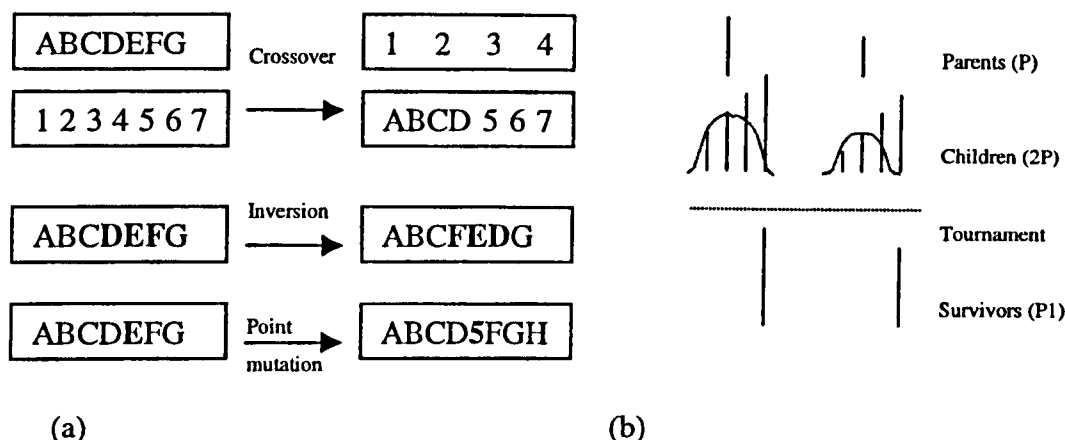 ABCDEFG
Crossover
1 2 3 4
1 2 3 4 5 6 7
ABCD 5 6 7
Inversion
ABCDEFG
ABCFEDG
ABCDEFG
Point
mutation
ABCD5FGH
(a)
Parents (P)
Children (2P)
Tournament
Survivors (P1)
(b)